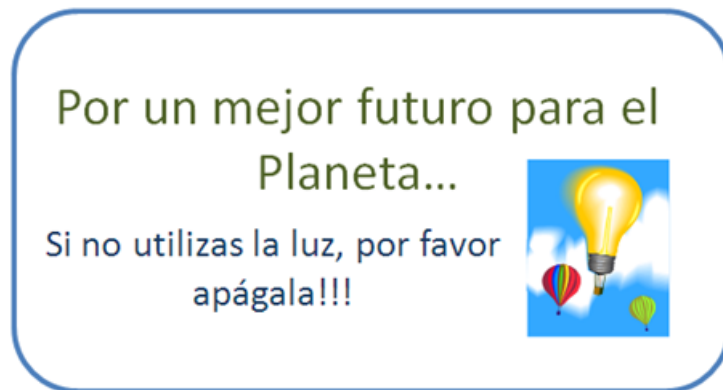 Por un mejor futuro para el
Planeta...
Si no utilizas la luz, por favor
apágala!!!